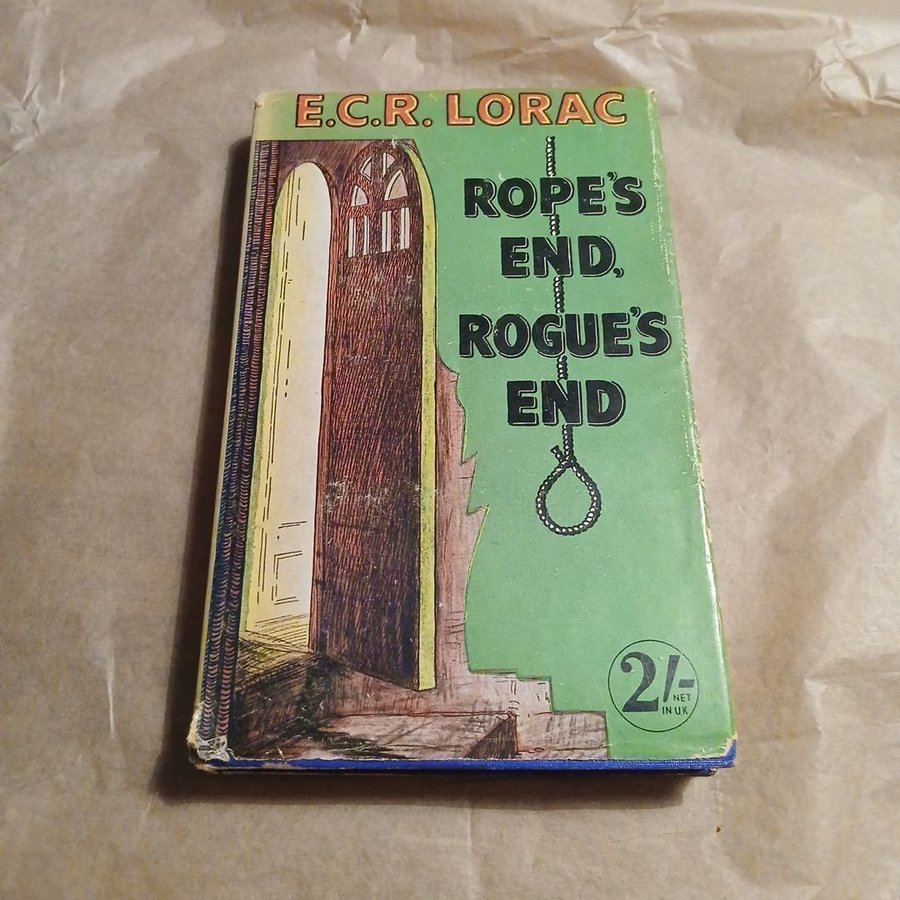 E.C.R. LORAC
ROPE'S
END,
ROGUE'S
END
2/-
NET
IN U.K